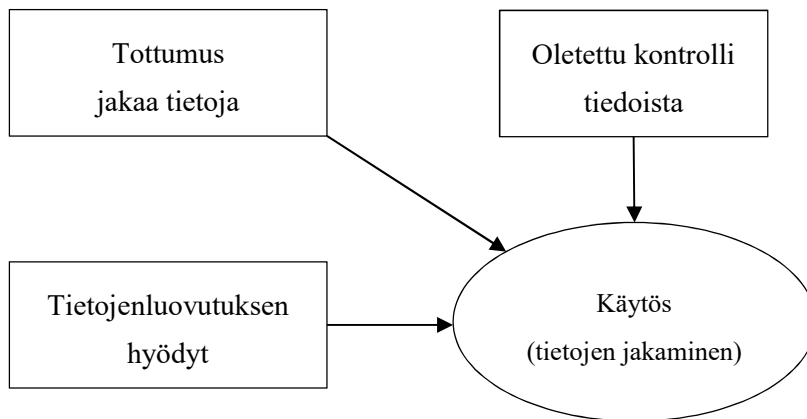 Tottumus
jakaa tietoja
Oletettu kontrolli
tiedoista
Tietojenluovutuksen
hyödyt
Käytös
(tietojen jakaminen)